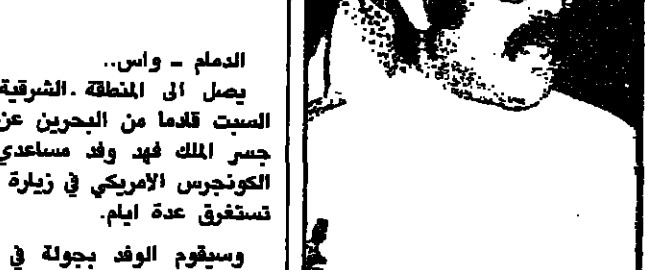 الدمام ـ واس..
يصل الى المنطقة الشرقية
السبت قادما من البحرين عن
جسر الملك فهد وفد مساعدي
الكونجرس الامريكي في زيارة
تستغرق عدة ايام.
وسيقوم الوفد بجولة في